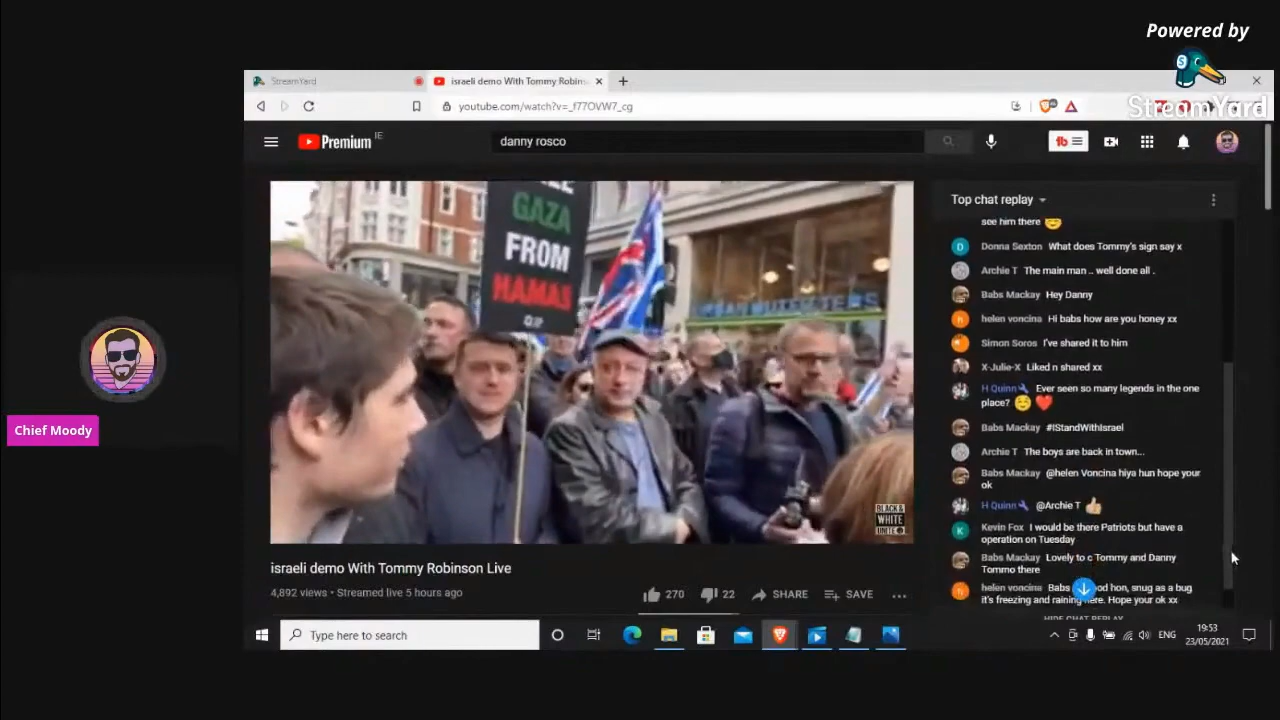 Powered by
StreamYard
StreamYard
israeli demo With Tommy Robins
youtube.com/watch?v=_f77OVW7_cg
Premium IE
danny rosco
GAZA
FROM
HAMAS
URBAN OUTFITTERS
BLACK &
WHITE
UNITE
Top chat replay
see him there
Donna Sexton What does Tommy's sign say x
Archie T The main man .. well done all .
Babs Mackay Hey Danny
helen voncina Hi babs how are you honey xx
Simon Soros I've shared it to him
X-Julie-X Liked n shared xx
H Quinn Ever seen so many legends in the one
place?
Babs Mackay #IStandWithIsrael
Archie T The boys are back in town...
Babs Mackay @helen Voncina hiya hun hope your
ok
H Quinn @Archie T
Kevin Fox I would be there Patriots but have a
operation on Tuesday
Babs Mackay Lovely to c Tommy and Danny
Tommo there
helen voncina Babs hon, snug as a bug
it's freezing and raining here. Hope your ok xx
HIDE CHAT REPLAY
Chief Moody
israeli demo With Tommy Robinson Live
4,892 views • Streamed live 5 hours ago
270
22
SHARE
SAVE
Type here to search
ENG
19:53
23/05/2021